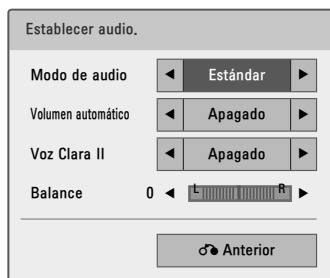 Establecer audio.
Modo de audio ◄ Estándar ►
Volumen automático ◄ Apagado ►
Voz Clara II ◄ Apagado ►
Balance 0 ◄ L R ►
Anterior